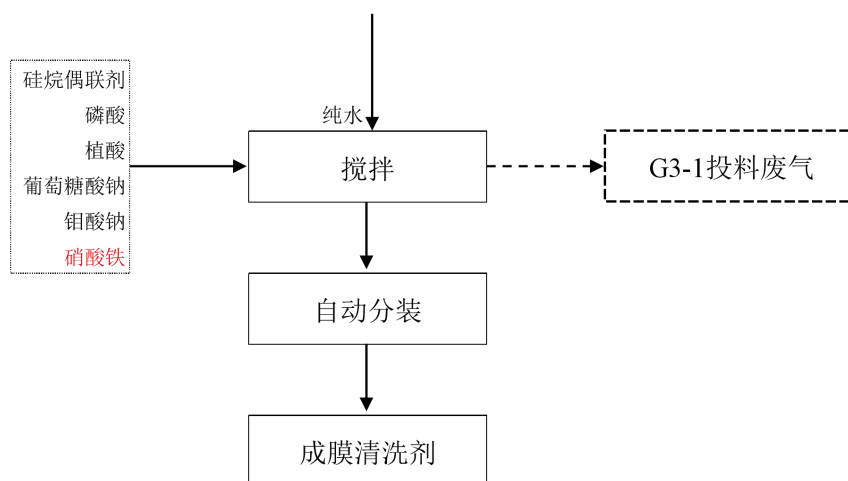 硅烷偶联剂
磷酸
植酸
葡萄糖酸钠
钼酸钠
硝酸铁
纯水
搅拌
G3-1投料废气
自动分装
成膜清洗剂